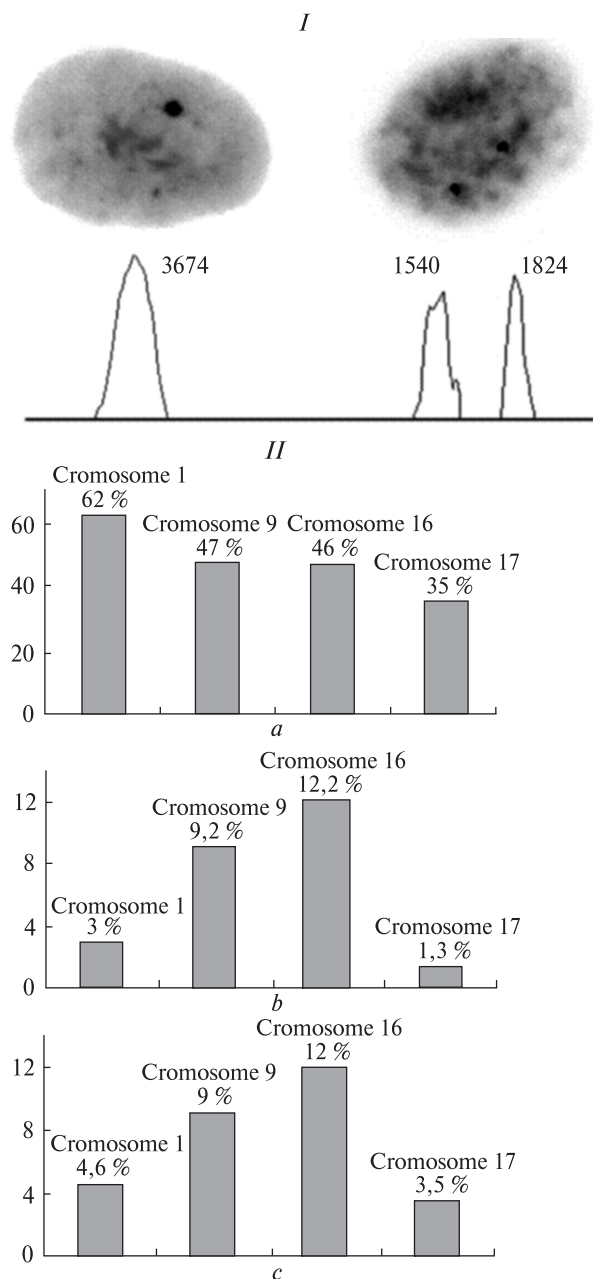 I
3674
1540
1824
II
Cromosome 1
62 %
Cromosome 9
47 %
Cromosome 16
46 %
Cromosome 17
35 %
60
40
20
0
a
Cromosome 16
12,2 %
Cromosome 9
9,2 %
Cromosome 1
3 %
Cromosome 17
1,3 %
12
8
4
0
b
Cromosome 16
12 %
Cromosome 9
9 %
Cromosome 1
4,6 %
Cromosome 17
3,5 %
12
8
4
0
c